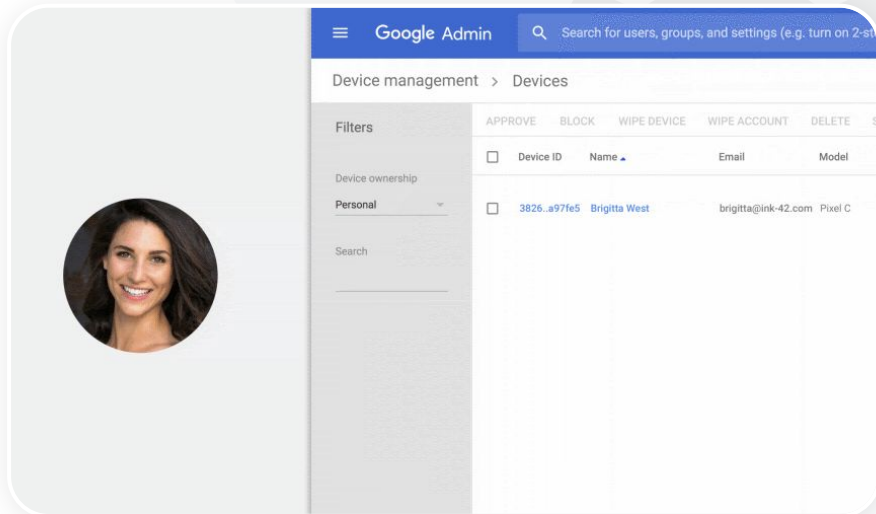 Google Admin Search for users, groups, and settings (e.g. turn on 2-st
Device management > Devices
Filters
APPROVE BLOCK WIPE DEVICE WIPE ACCOUNT DELETE S
Device ID Name Email Model
Device ownership
Personal
3826..a97fe5 Brigitta West brigitta@ink-42.com Pixel C
Search